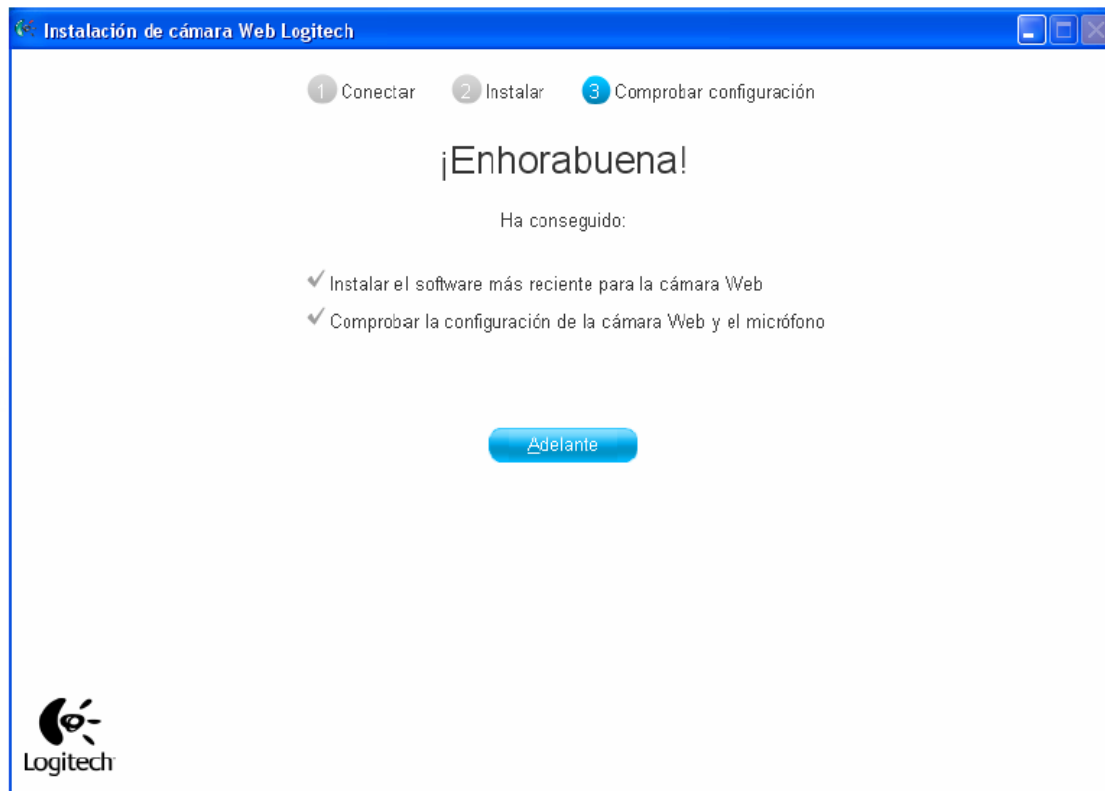 Instalación de cámara Web Logitech
1 Conectar 2 Instalar 3 Comprobar configuración
¡Enhorabuena!
Ha conseguido:
Instalar el software más reciente para la cámara Web
Comprobar la configuración de la cámara Web y el micrófono
Adelante
Logitech